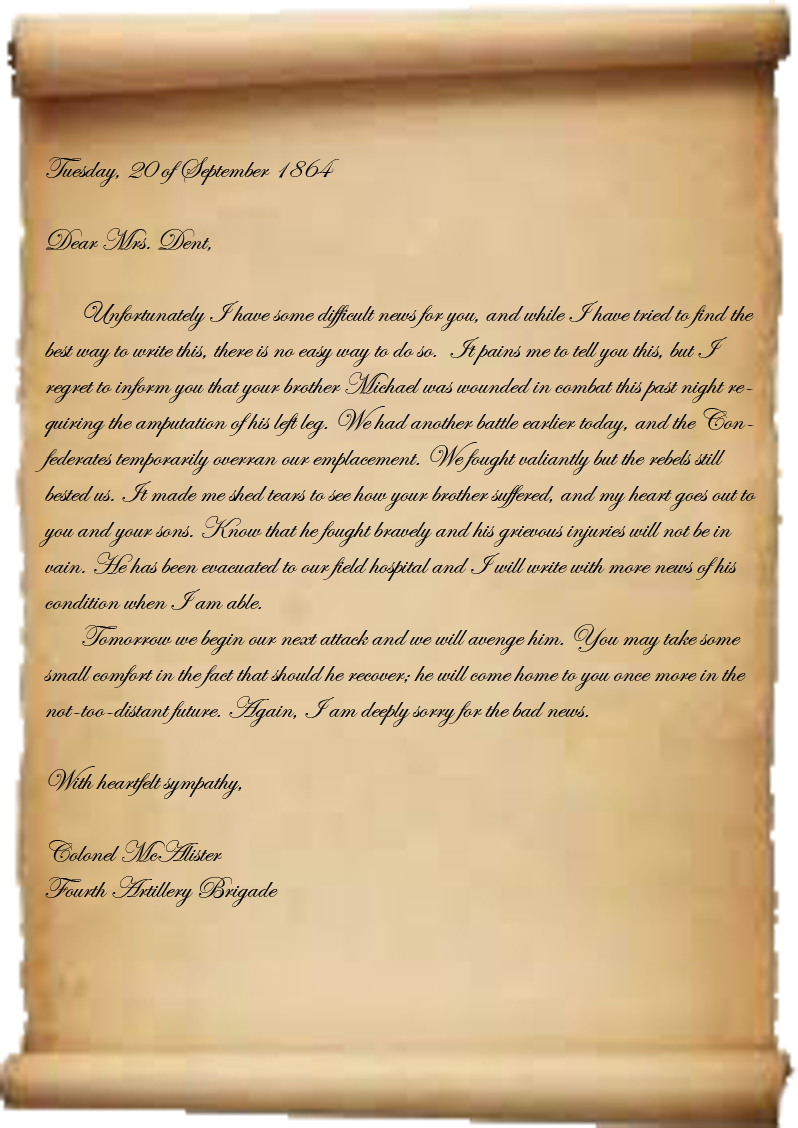 Tuesday, 20 of September 1864
Dear Mrs. Dent,
Unfortunately I have some difficult news for you, and while I have tried to find the
best way to write this, there is no easy way to do so. It pains me to tell you this, but I
regret to inform you that your brother Michael was wounded in combat this past night re-
quiring the amputation of his left leg. We had another battle earlier today, and the Con-
federates temporarily overran our emplacement. We fought valiantly but the rebels still
bested us. It made me shed tears to see how your brother suffered, and my heart goes out to
you and your sons. Know that he fought bravely and his grievous injuries will not be in
vain. He has been evacuated to our field hospital and I will write with more news of his
condition when I am able.
Tomorrow we begin our next attack and we will avenge him. You may take some
small comfort in the fact that should he recover; he will come home to you once more in the
not-too-distant future. Again, I am deeply sorry for the bad news.
With heartfelt sympathy,
Colonel McAlister
Fourth Artillery Brigade